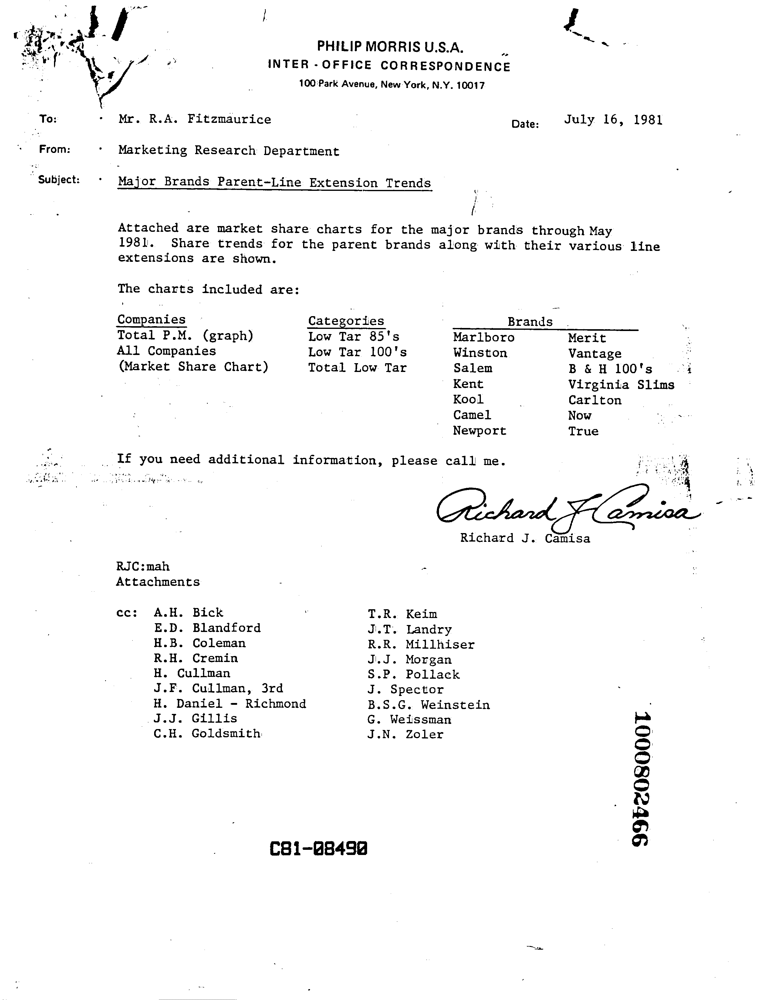 PHILIP MORRIS U.S.A.
INTER - OFFICE CORRESPONDENCE
100 Park Avenue, New York, N.Y. 10017
To: Mr. R.A. Fitzmaurice Date: July 16, 1981
From: Marketing Research Department
Subject: Major Brands Parent-Line Extension Trends
Attached are market share charts for the major brands through May
1981. Share trends for the parent brands along with their various line
extensions are shown.
The charts included are:
Companies Categories Brands
Total P.M. (graph) Low Tar 85's Marlboro Merit
All Companies Low Tar 100's Winston Vantage
(Market Share Chart) Total Low Tar Salem B & H 100's
Kent Virginia Slims
Kool Carlton
Camel Now
Newport True
If you need additional information, please call me.
Richard J Camisa
Richard J. Camisa
RJC:mah
Attachments
cc: A.H. Bick T.R. Keim
E.D. Blandford J.T. Landry
H.B. Coleman R.R. Millhiser
R.H. Cremin J.J. Morgan
H. Cullman S.P. Pollack
J.F. Cullman, 3rd J. Spector
H. Daniel - Richmond B.S.G. Weinstein
J.J. Gillis G. Weissman
C.H. Goldsmith J.N. Zoler
1000802466
C81-08490